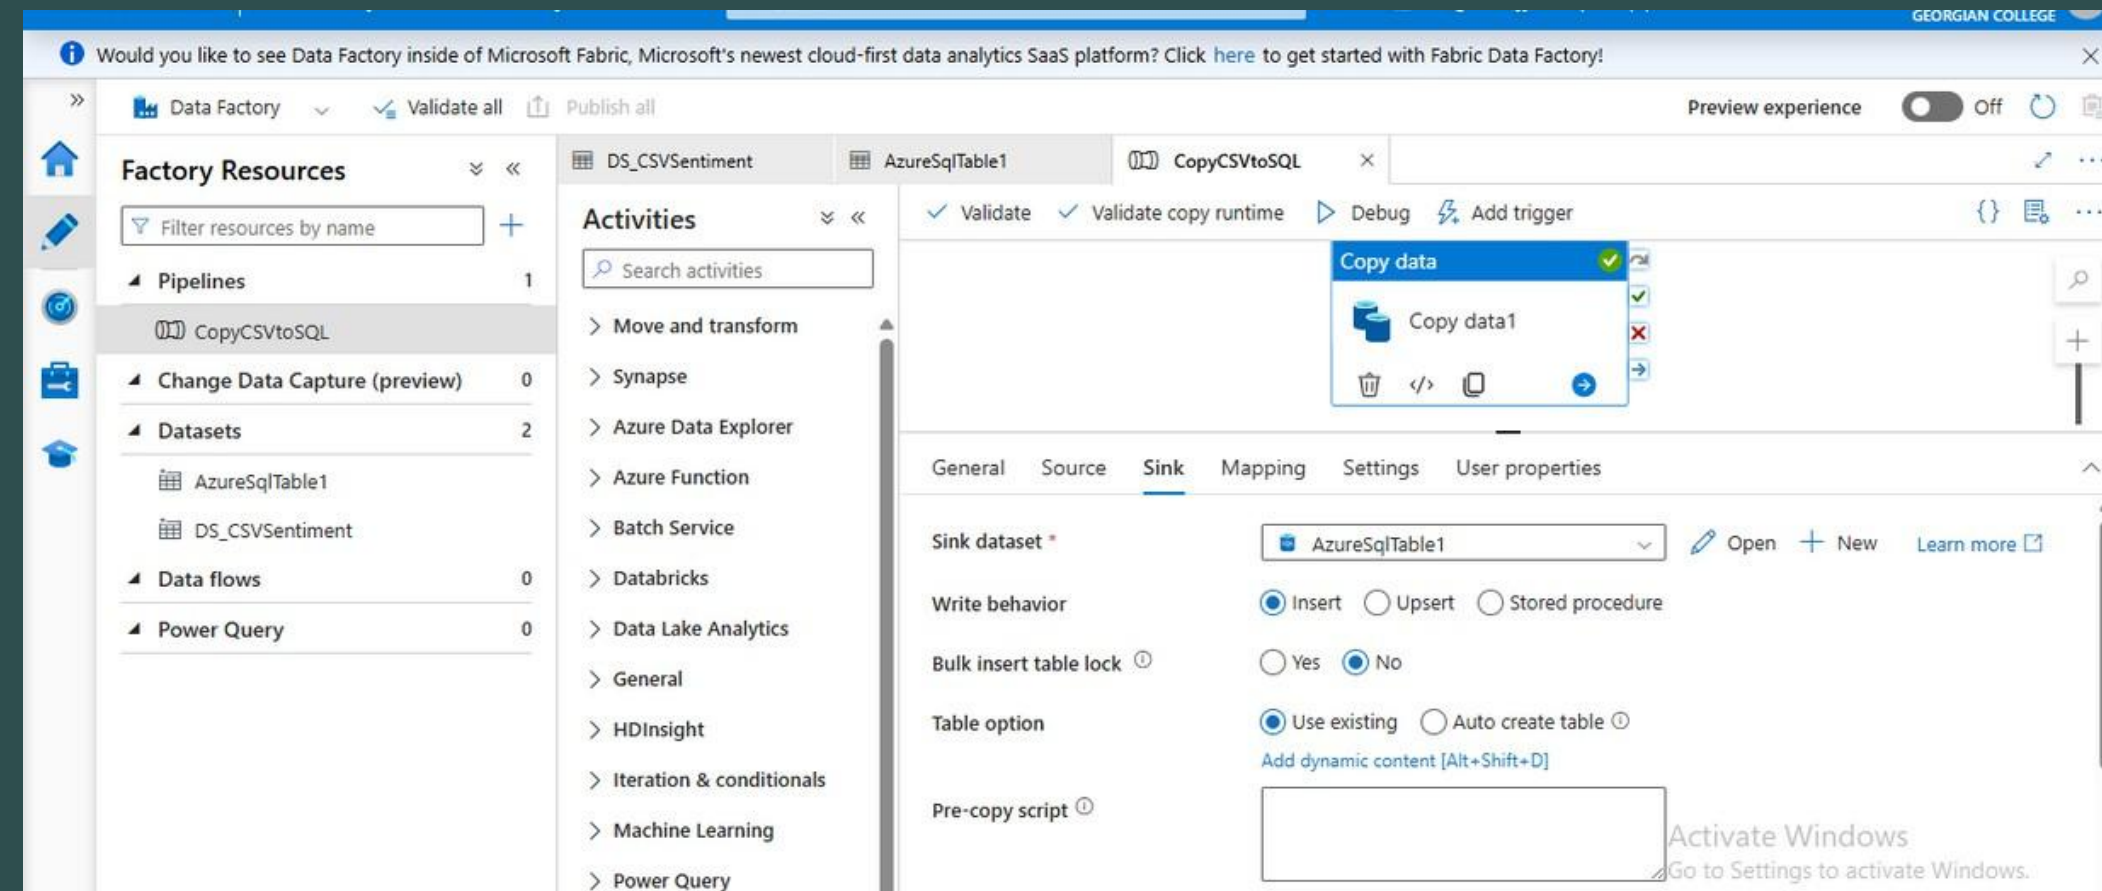 GEORGIAN COLLEGE
Would you like to see Data Factory inside of Microsoft Fabric, Microsoft's newest cloud-first data analytics SaaS platform? Click here to get started with Fabric Data Factory!
Data Factory
Validate all
Publish all
Preview experience
Off
Factory Resources
Filter resources by name
Pipelines 1
CopyCSVtoSQL
Change Data Capture (preview) 0
Datasets 2
AzureSqlTable1
DS_CSVSentiment
Data flows 0
Power Query 0
DS_CSVSentiment
AzureSqlTable1
CopyCSVtoSQL
Activities
Search activities
Move and transform
Synapse
Azure Data Explorer
Azure Function
Batch Service
Databricks
Data Lake Analytics
General
HDInsight
Iteration & conditionals
Machine Learning
Power Query
Validate Validate copy runtime Debug Add trigger
Copy data
Copy data1
General Source Sink Mapping Settings User properties
Sink dataset * AzureSqlTable1 Open New Learn more
Write behavior Insert Upsert Stored procedure
Bulk insert table lock Yes No
Table option Use existing Auto create table
Add dynamic content [Alt+Shift+D]
Pre-copy script
Activate Windows
Go to Settings to activate Windows.